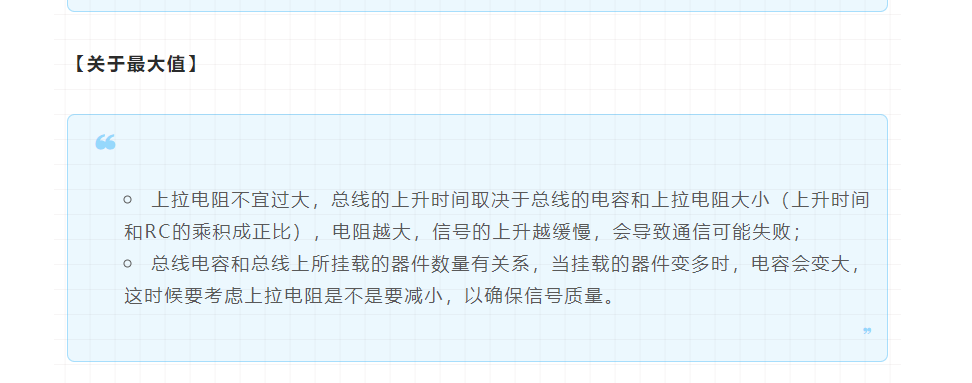 【关于最大值】
上拉电阻不宜过大，总线的上升时间取决于总线的电容和上拉电阻大小（上升时间
和RC的乘积成正比），电阻越大，信号的上升越缓慢，会导致通信可能失败；
总线电容和总线上所挂载的器件数量有关系，当挂载的器件变多时，电容会变大，
这时候要考虑上拉电阻是不是要减小，以确保信号质量。